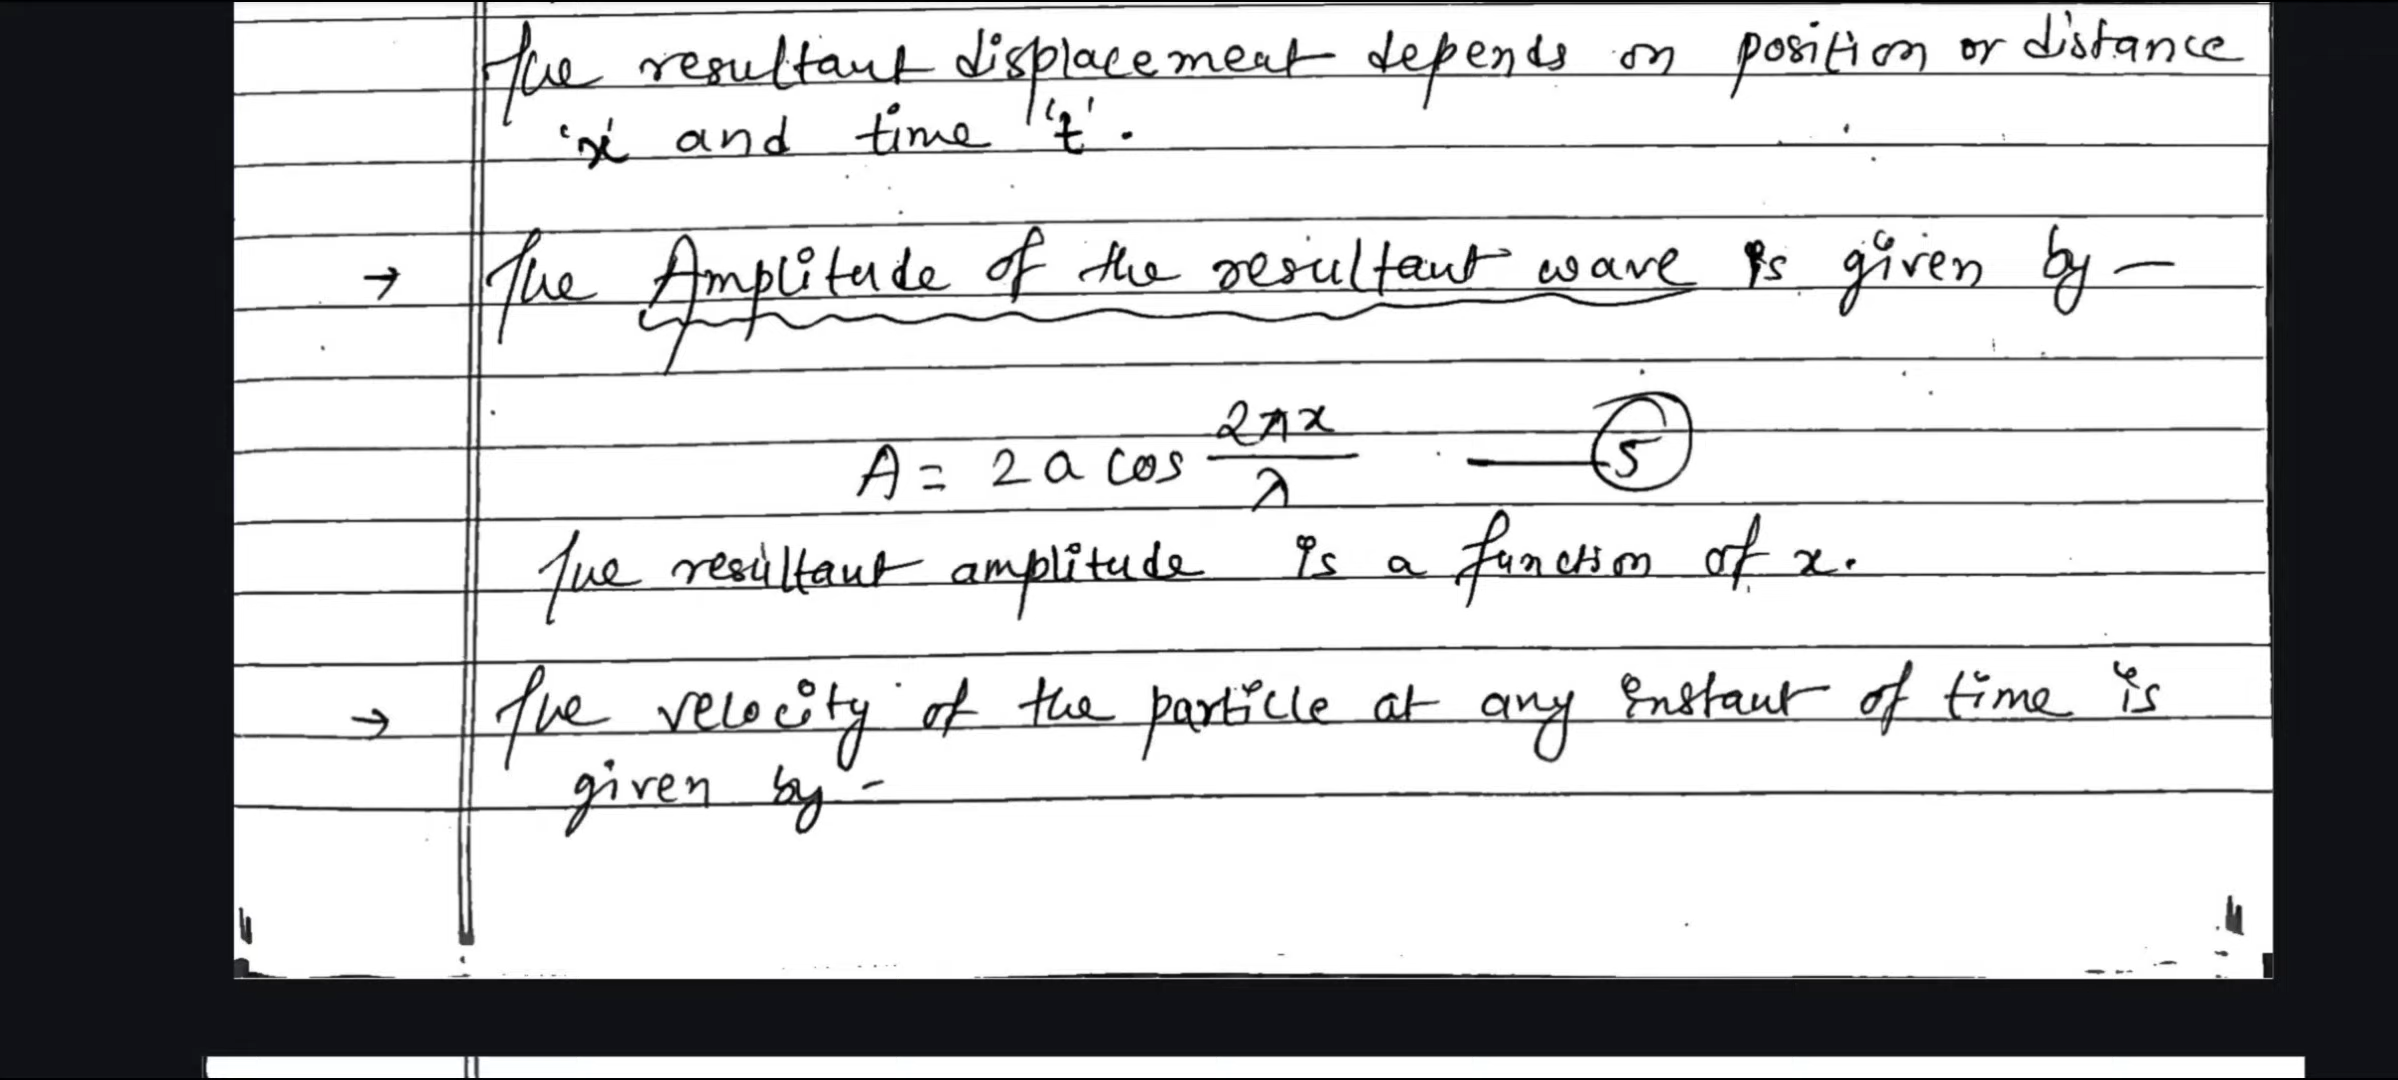 The resultant displacement depends on position or distance
'x' and time 't'.
→ The Amplitude of the resultant wave is given by —
A = 2 a cos 2πx/λ — 5
The resultant amplitude is a function of x.
→ The velocity of the particle at any instant of time is
given by -